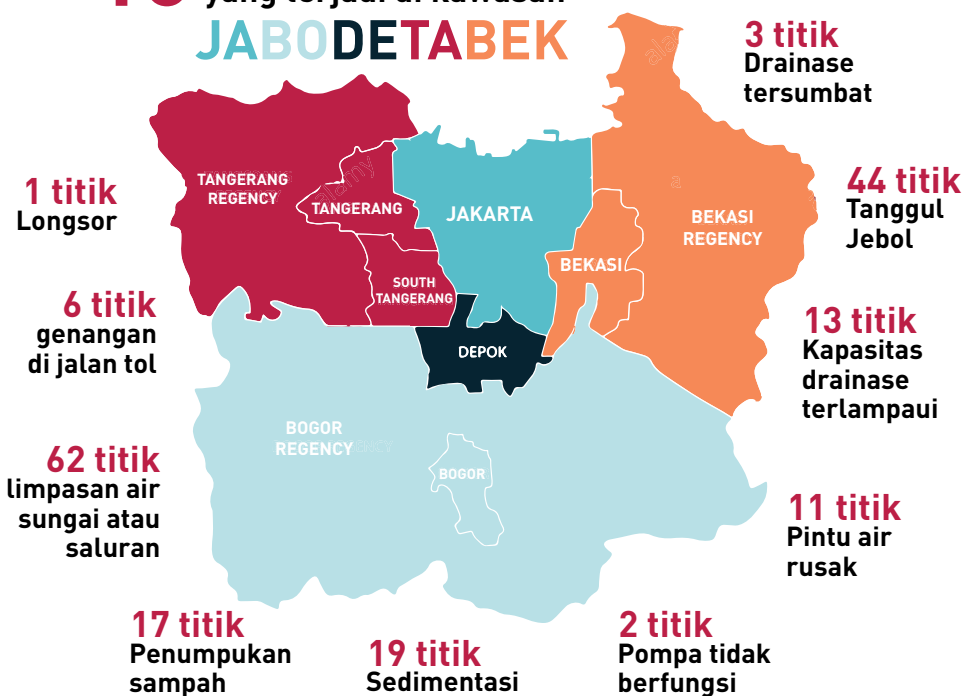 yang terjadi di kawasan
JABODETABEK
3 titik
Drainase
tersumbat
1 titik
Longsor
TANGERANG
REGENCY
TANGERANG
JAKARTA
BEKASI
REGENCY
44 titik
Tanggul
Jebol
BEKASI
SOUTH
TANGERANG
6 titik
genangan
di jalan tol
DEPOK
13 titik
Kapasitas
drainase
terlampaui
BOGOR
REGENCY
BOGOR
62 titik
limpasan air
sungai atau
saluran
11 titik
Pintu air
rusak
17 titik
Penumpukan
sampah
19 titik
Sedimentasi
2 titik
Pompa tidak
berfungsi
alamy